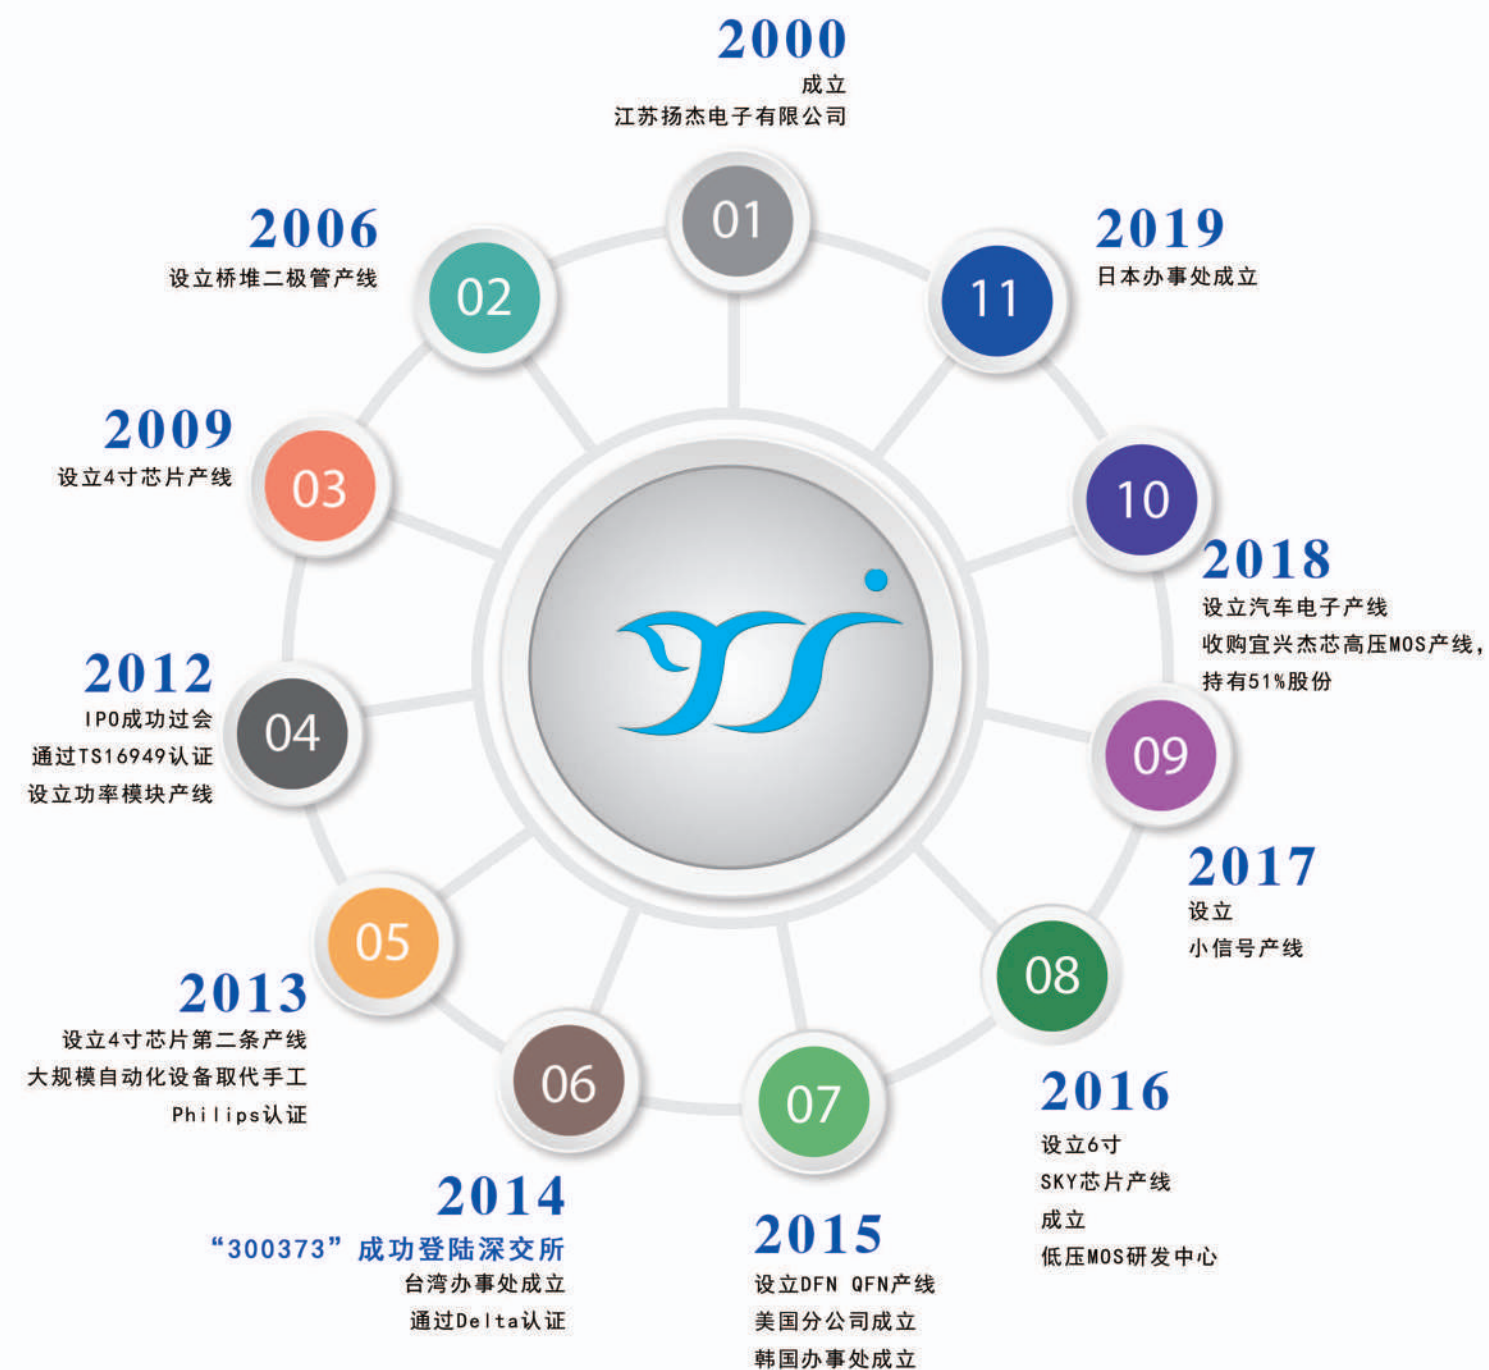 2000
成立
江苏扬杰电子有限公司
01
2006
设立桥堆二极管产线
02
2009
设立4寸芯片产线
03
2012
IPO成功过会
通过TS16949认证
设立功率模块产线
04
2013
设立4寸芯片第二条产线
大规模自动化设备取代手工
Philips认证
05
2014
“300373”成功登陆深交所
台湾办事处成立
通过Delta认证
06
2015
设立DFN QFN产线
美国分公司成立
韩国办事处成立
07
2016
设立6寸
SKY芯片产线
成立
低压MOS研发中心
08
2017
设立
小信号产线
09
2018
设立汽车电子产线
收购宜兴杰芯高压MOS产线,
持有51%股份
10
2019
日本办事处成立
11
YJ